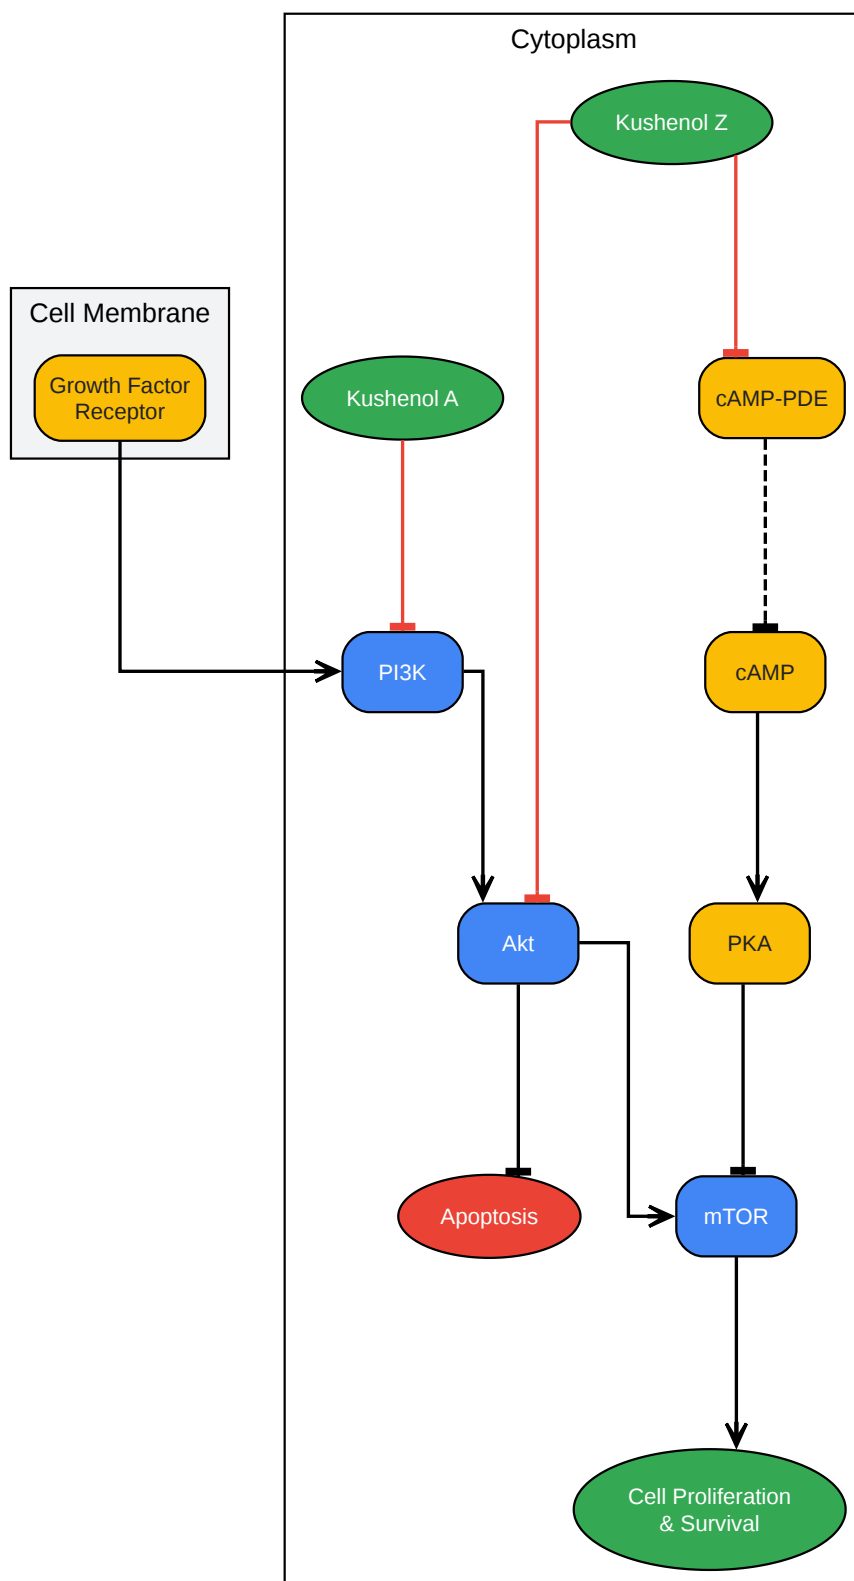 Cytoplasm
Kushenol Z
Cell Membrane
Growth Factor
Receptor
Kushenol A
cAMP-PDE
PI3K
cAMP
Akt
PKA
Apoptosis
mTOR
Cell Proliferation
& Survival